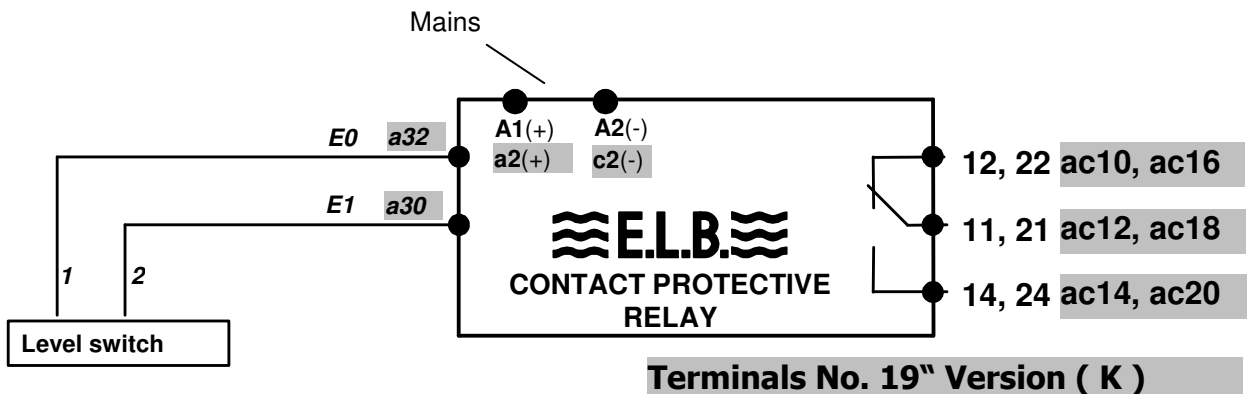 Mains
E0 a32
A1(+) A2(-)
a2(+) c2(-)
12, 22 ac10, ac16
E1 a30
E.L.B.
11, 21 ac12, ac18
CONTACT PROTECTIVE
RELAY
1 2
14, 24 ac14, ac20
Level switch
Terminals No. 19“ Version ( K )